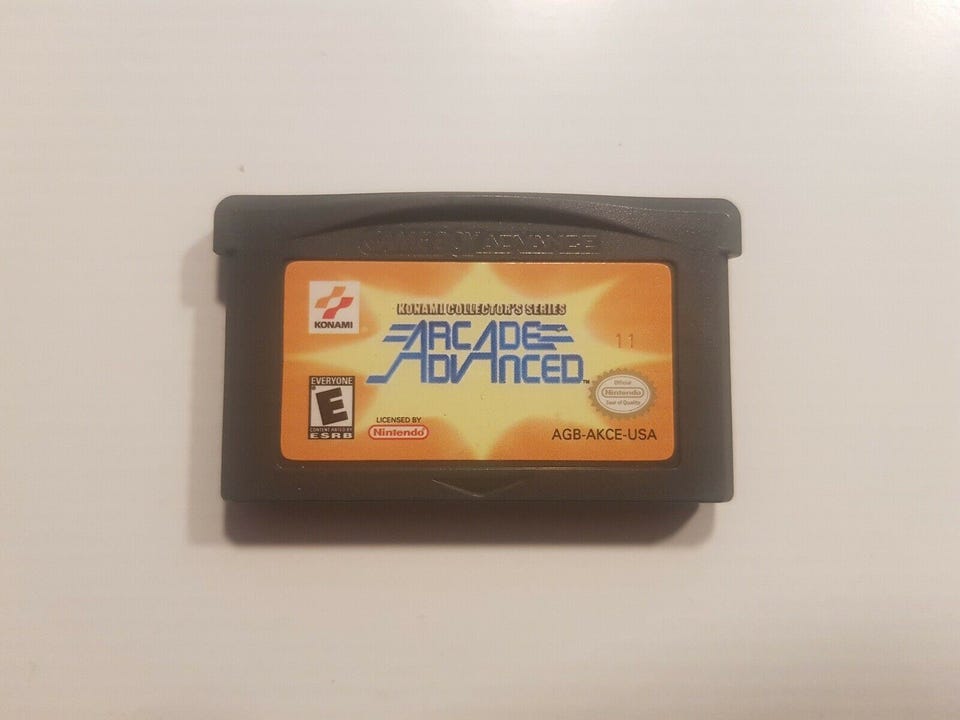 GAME BOY ADVANCE
KONAMI
KONAMI COLLECTOR'S SERIES
ARCADE
ADVANCED™
11
EVERYONE
E
CONTENT RATED BY
ESRB
LICENSED BY
Nintendo
Official
Nintendo
Seal of Quality
AGB-AKCE-USA